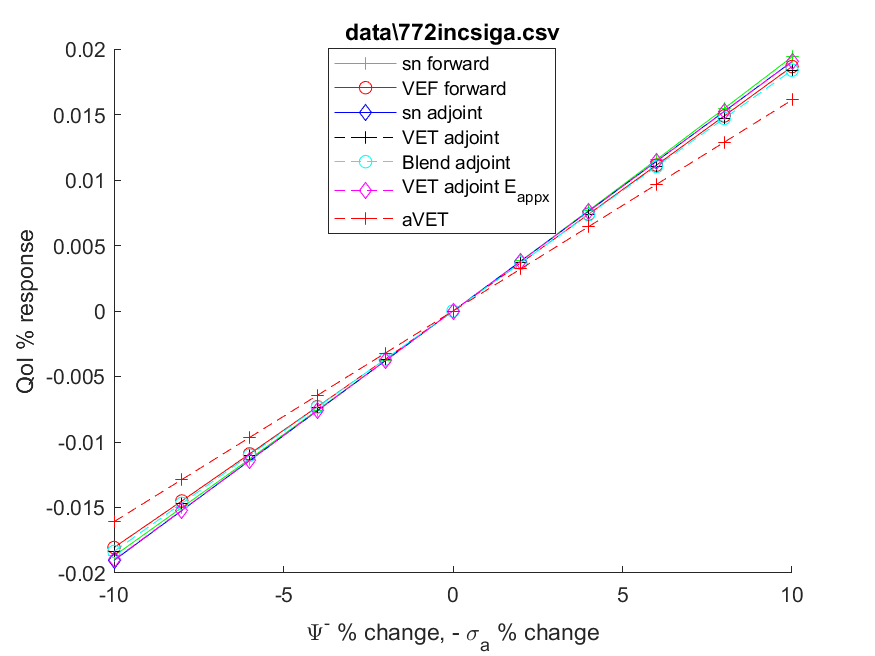 data\772incsiga.csv
sn forward
VEF forward
sn adjoint
VET adjoint
Blend adjoint
VET adjoint E_appx
aVET
0.02
0.015
0.01
0.005
0
-0.005
-0.01
-0.015
-0.02
QoI % response
-10 -5 0 5 10
Ψ⁻ % change, - σ_a % change